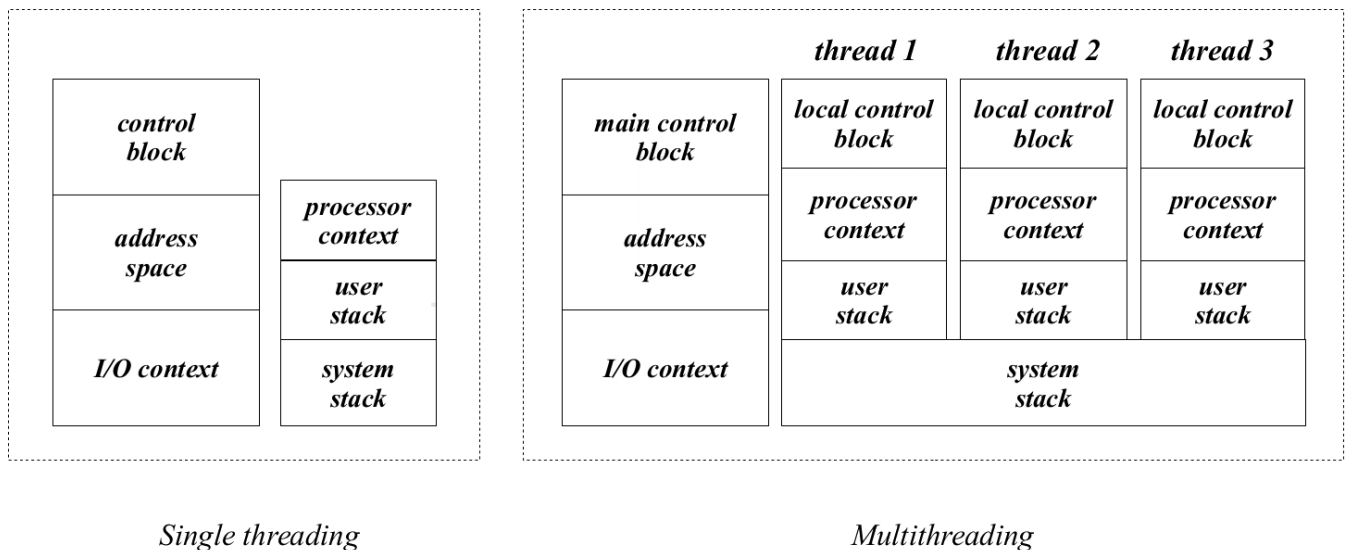 control
block
address
space
I/O context
processor
context
user
stack
system
stack
Single threading
thread 1 thread 2 thread 3
main control
block
address
space
I/O context
local control
block
processor
context
user
stack
local control
block
processor
context
user
stack
local control
block
processor
context
user
stack
system
stack
Multithreading